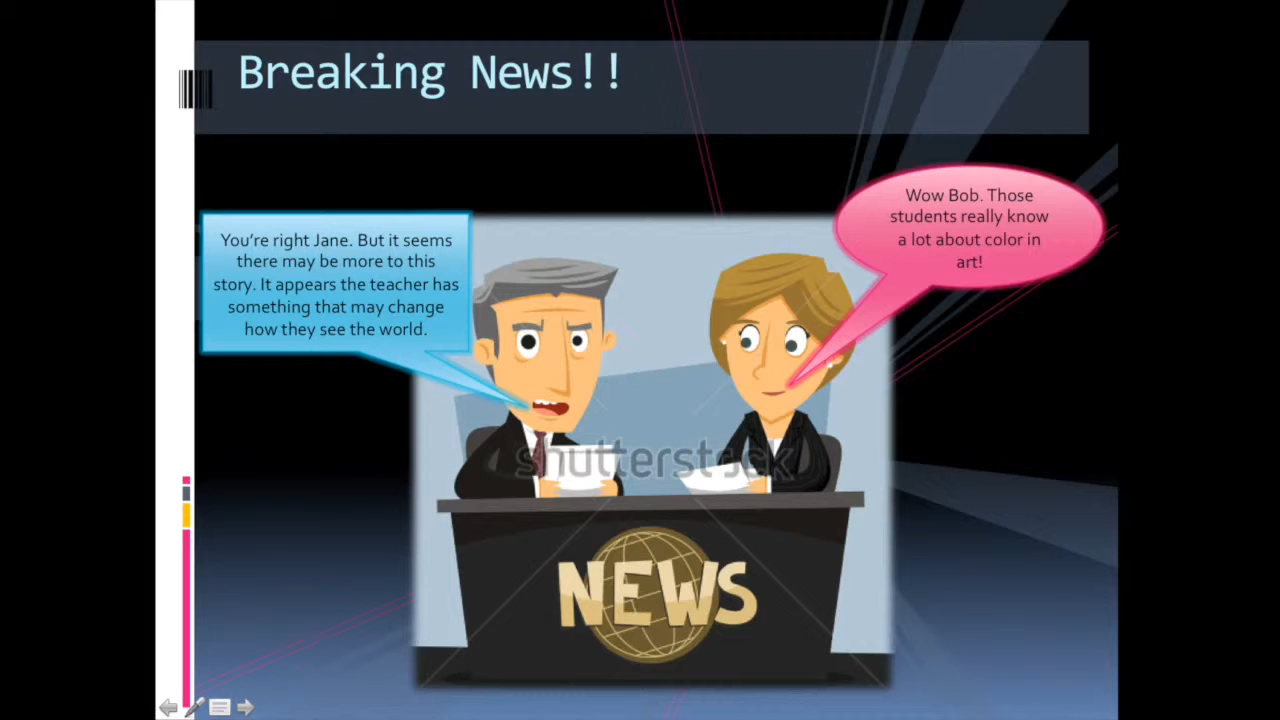 Breaking News!!
Wow Bob. Those
students really know
a lot about color in
art!
You’re right Jane. But it seems
there may be more to this
story. It appears the teacher has
something that may change
how they see the world.
shutterstock
NEWS